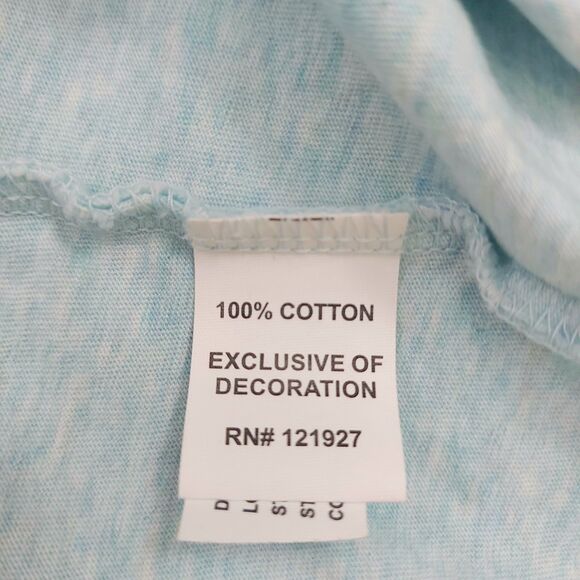 100% COTTON
EXCLUSIVE OF
DECORATION
RN# 121927